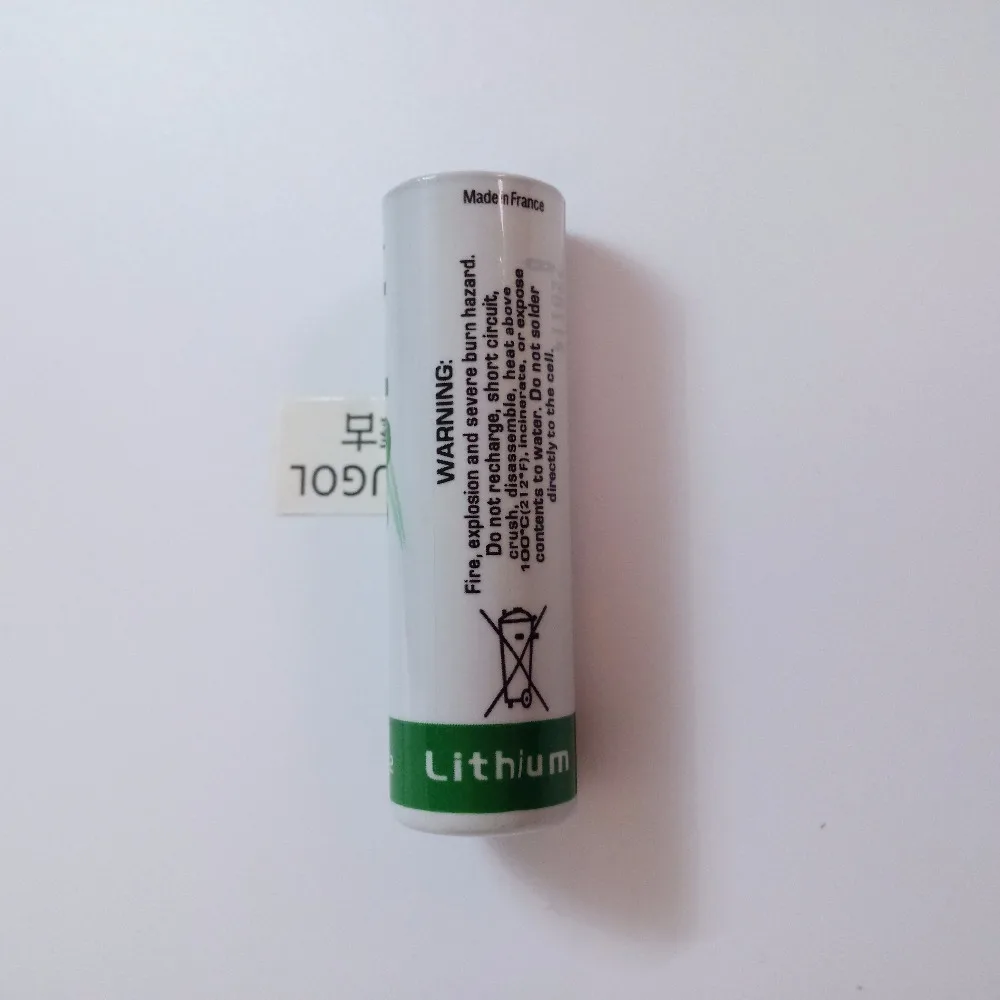 Made in France
WARNING:
Fire, explosion and severe burn hazard.
Do not recharge, short circuit,
crush, disassemble, heat above
100°C(212°F), incinerate, or expose
contents to water. Do not solder
directly to the cell.
Lithium
UGOL